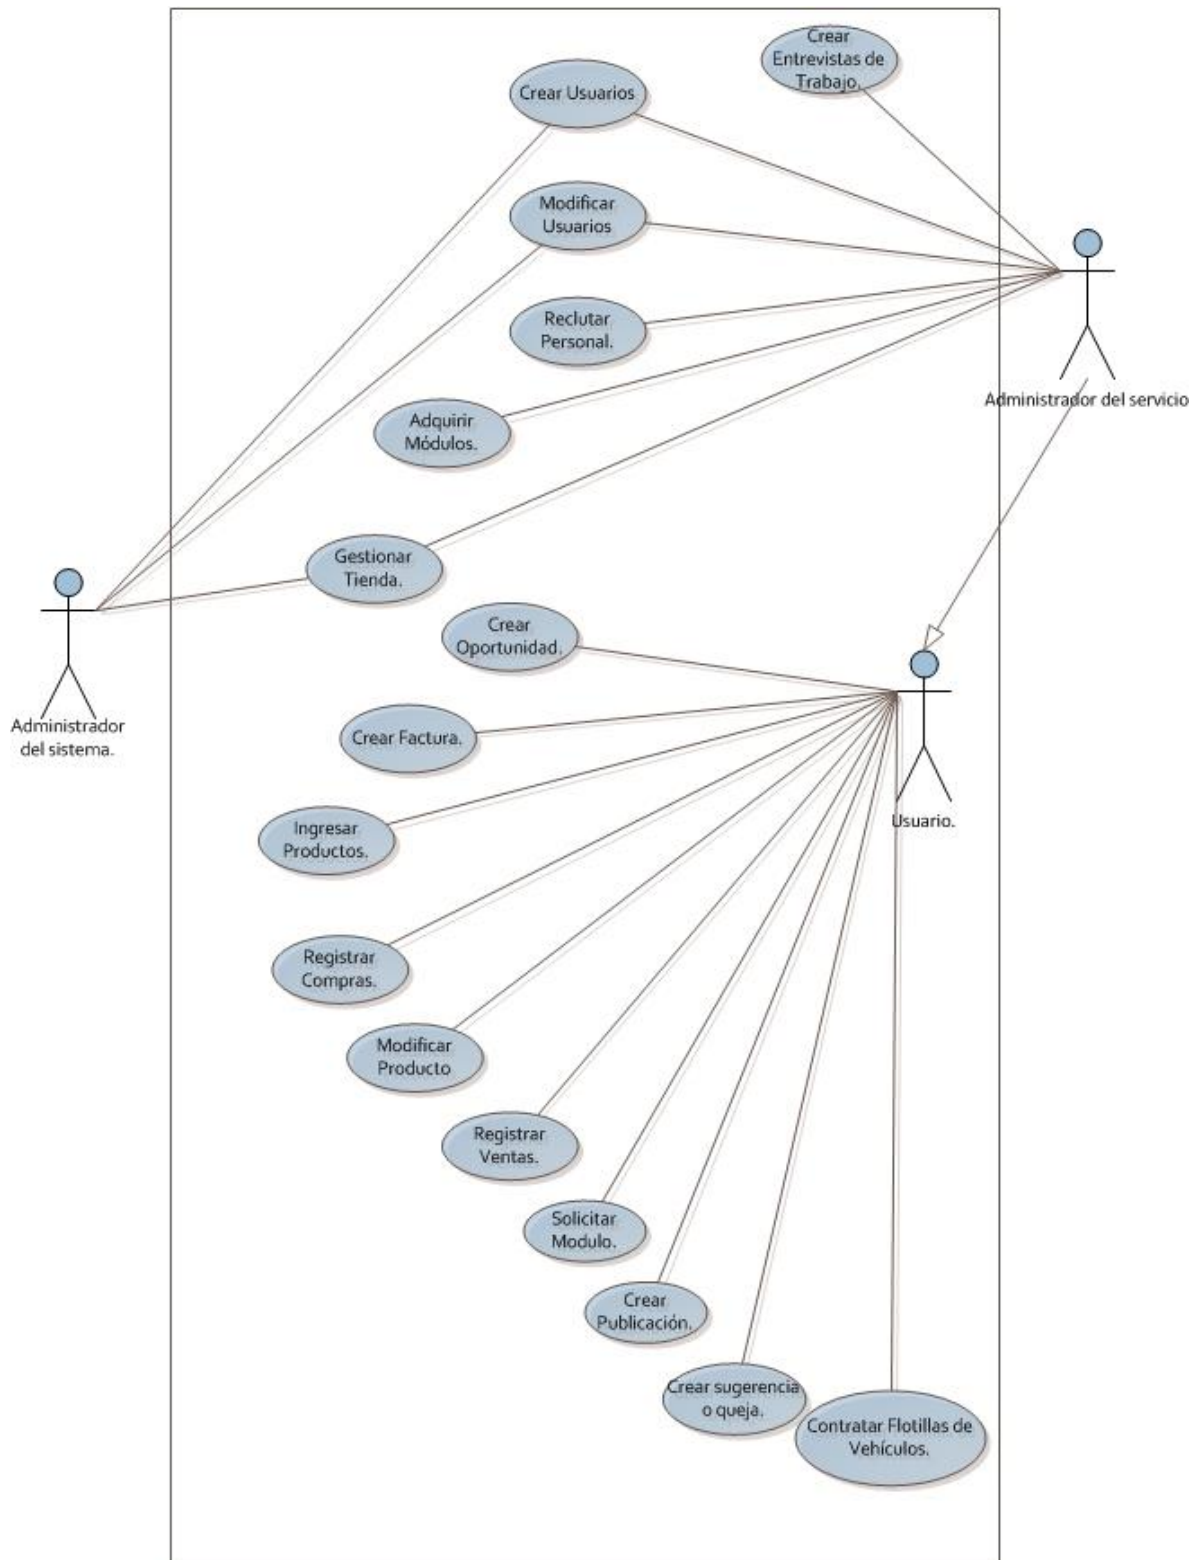 Crear
Entrevistas de
Trabajo.
Crear Usuarios
Modificar
Usuarios
Reclutar
Personal.
Administrador del servicio
Adquirir
Módulos.
Gestionar
Tienda.
Crear
Oportunidad.
Administrador
del sistema.
Crear Factura.
Usuario.
Ingresar
Productos.
Registrar
Compras.
Modificar
Producto
Registrar
Ventas.
Solicitar
Modulo.
Crear
Publicación.
Crear sugerencia
o queja.
Contratar Flotillas de
Vehículos.